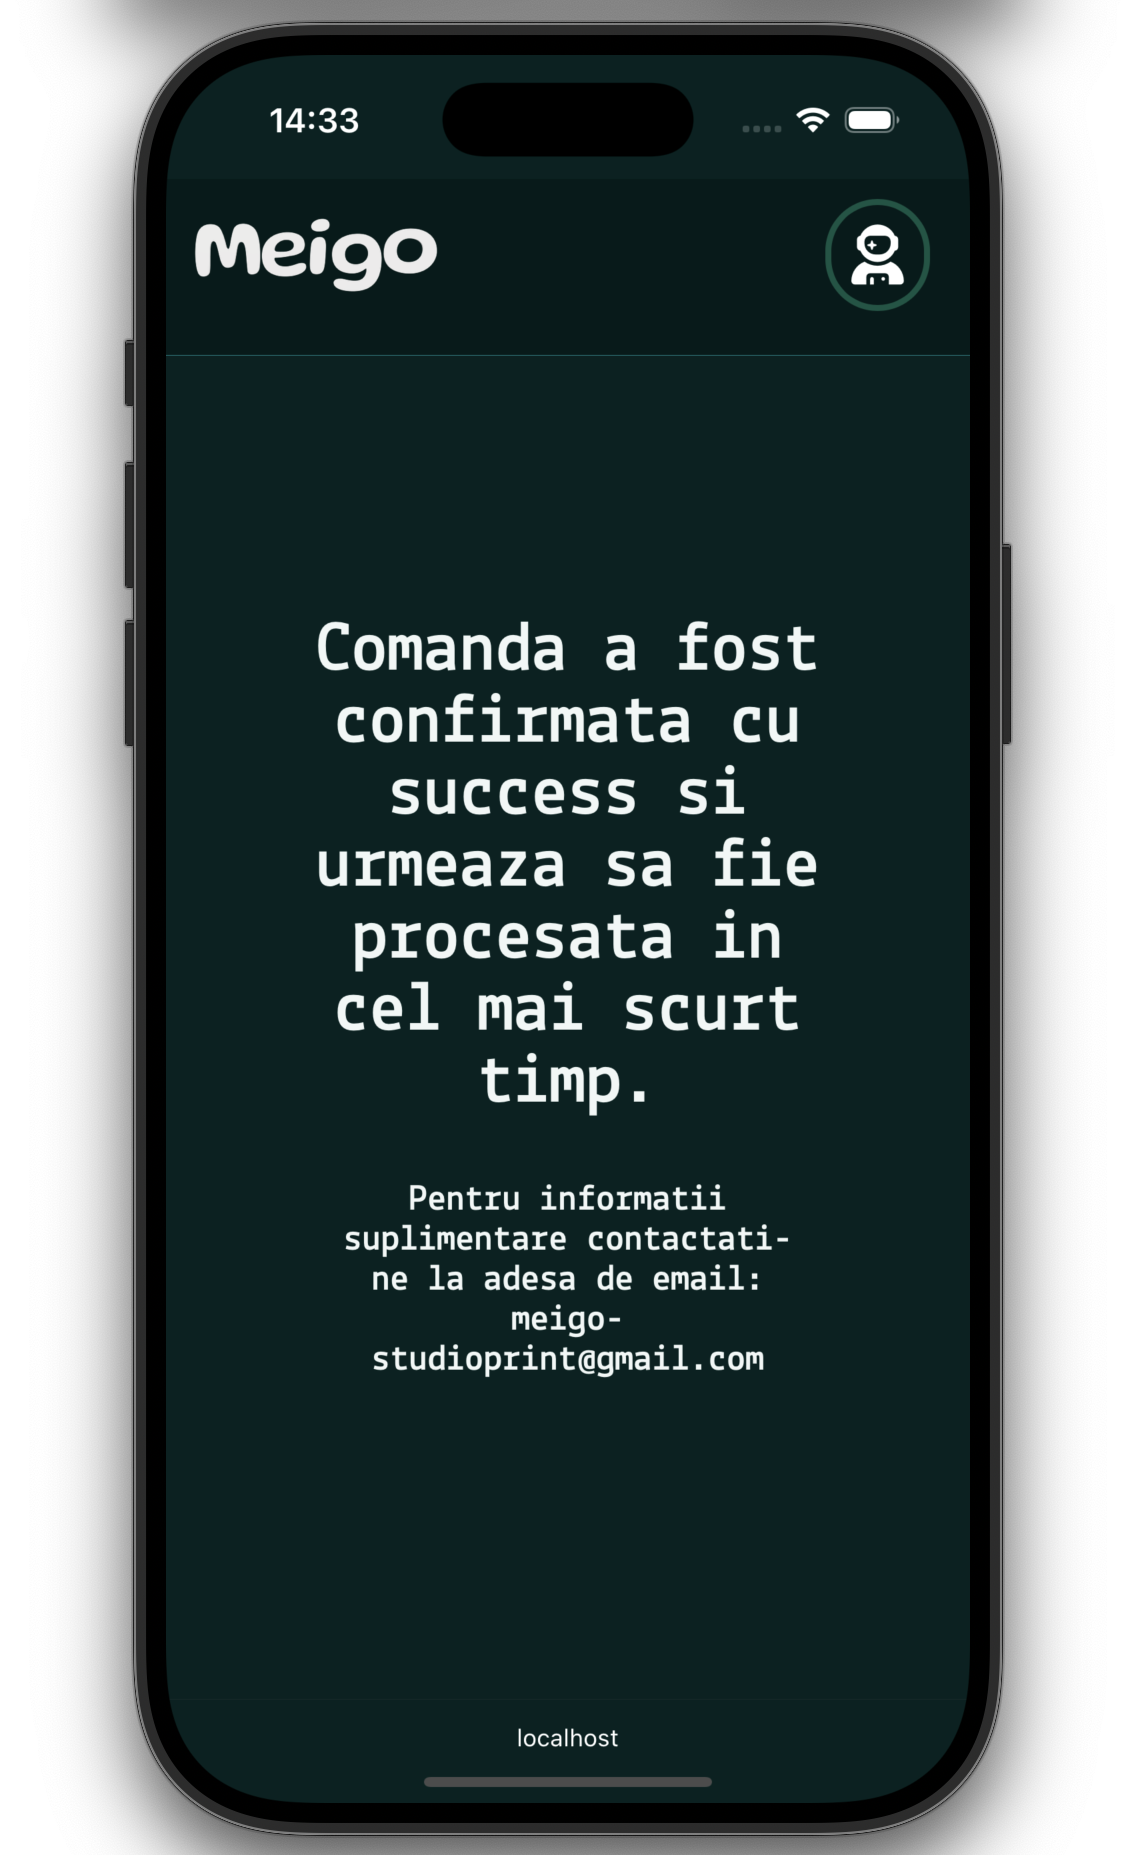 14:33
Meigo
Comanda a fost
confirmata cu
success si
urmeaza sa fie
procesata in
cel mai scurt
timp.
Pentru informatii
suplimentare contactati-
ne la adesa de email:
meigo-
studioprint@gmail.com
localhost